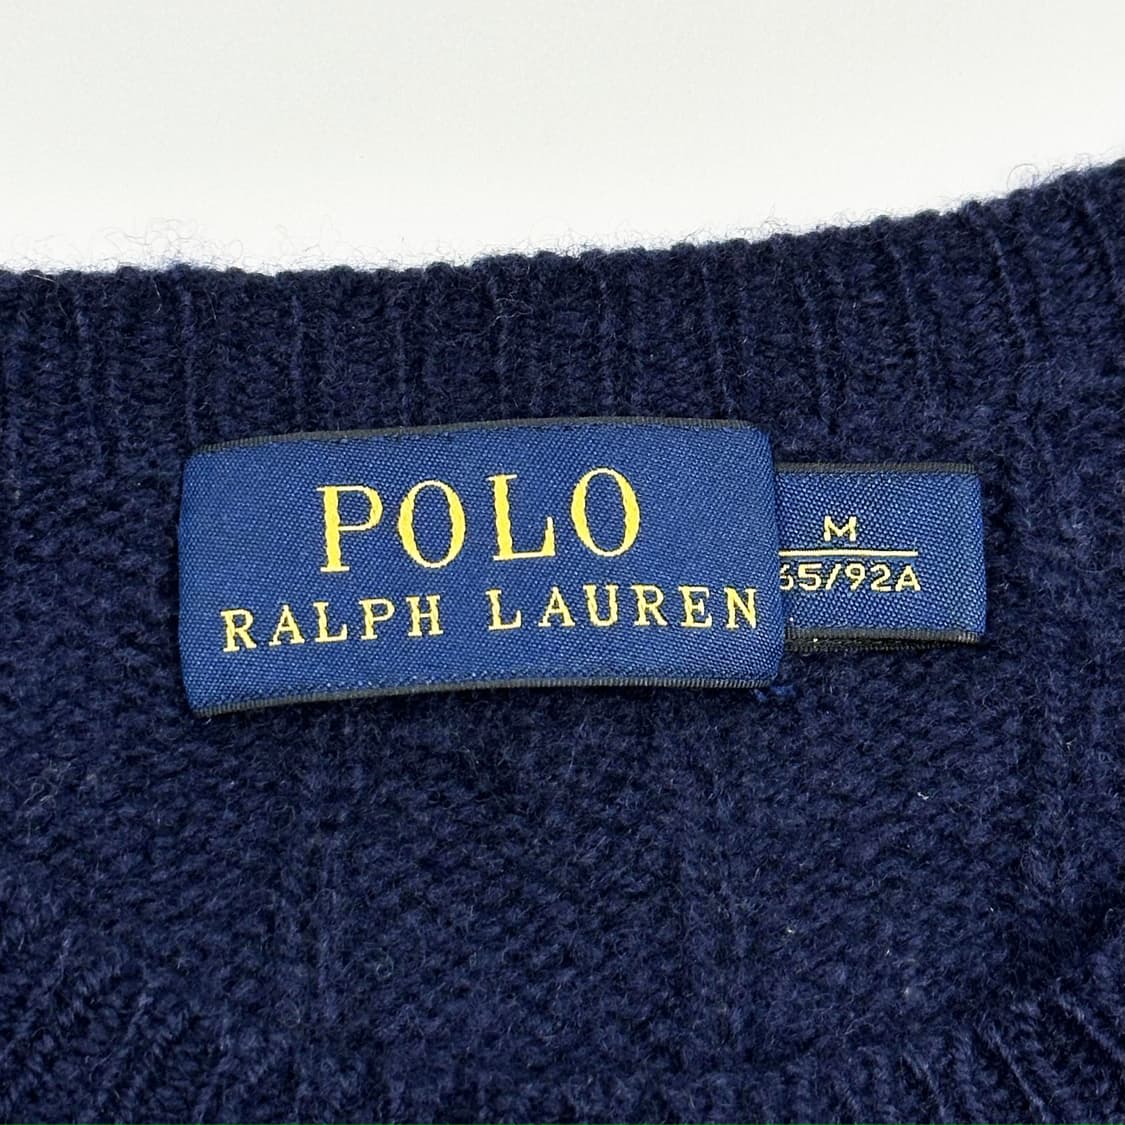 POLO
RALPH LAUREN
M
65/92A